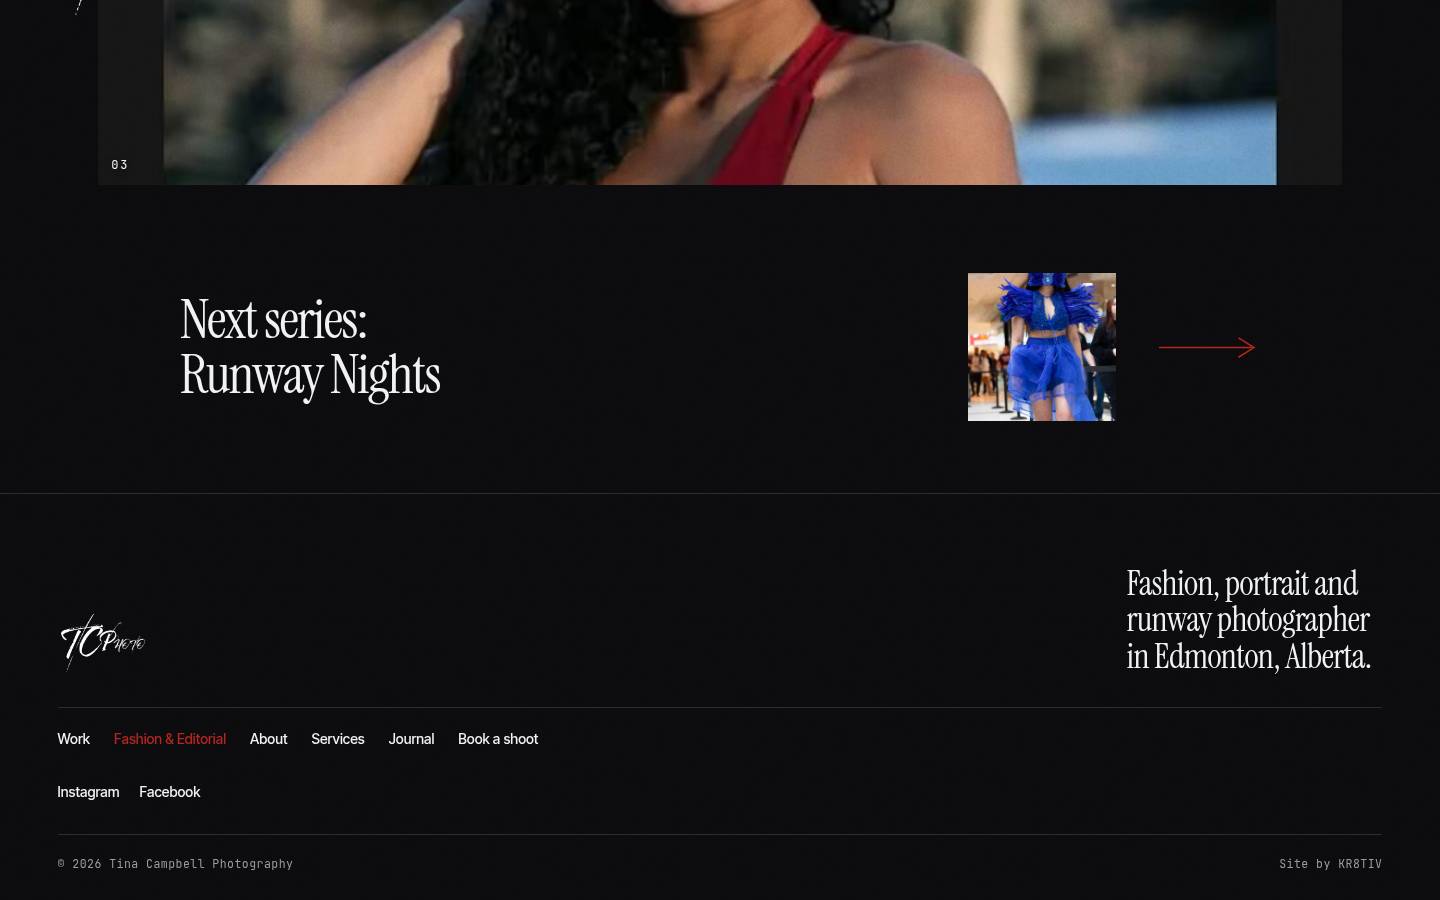 03
Next series:
Runway Nights
Fashion, portrait and
runway photographer
in Edmonton, Alberta.
TCPHOTO
Work Fashion & Editorial About Services Journal Book a shoot
Instagram Facebook
© 2026 Tina Campbell Photography
Site by KR8TIV